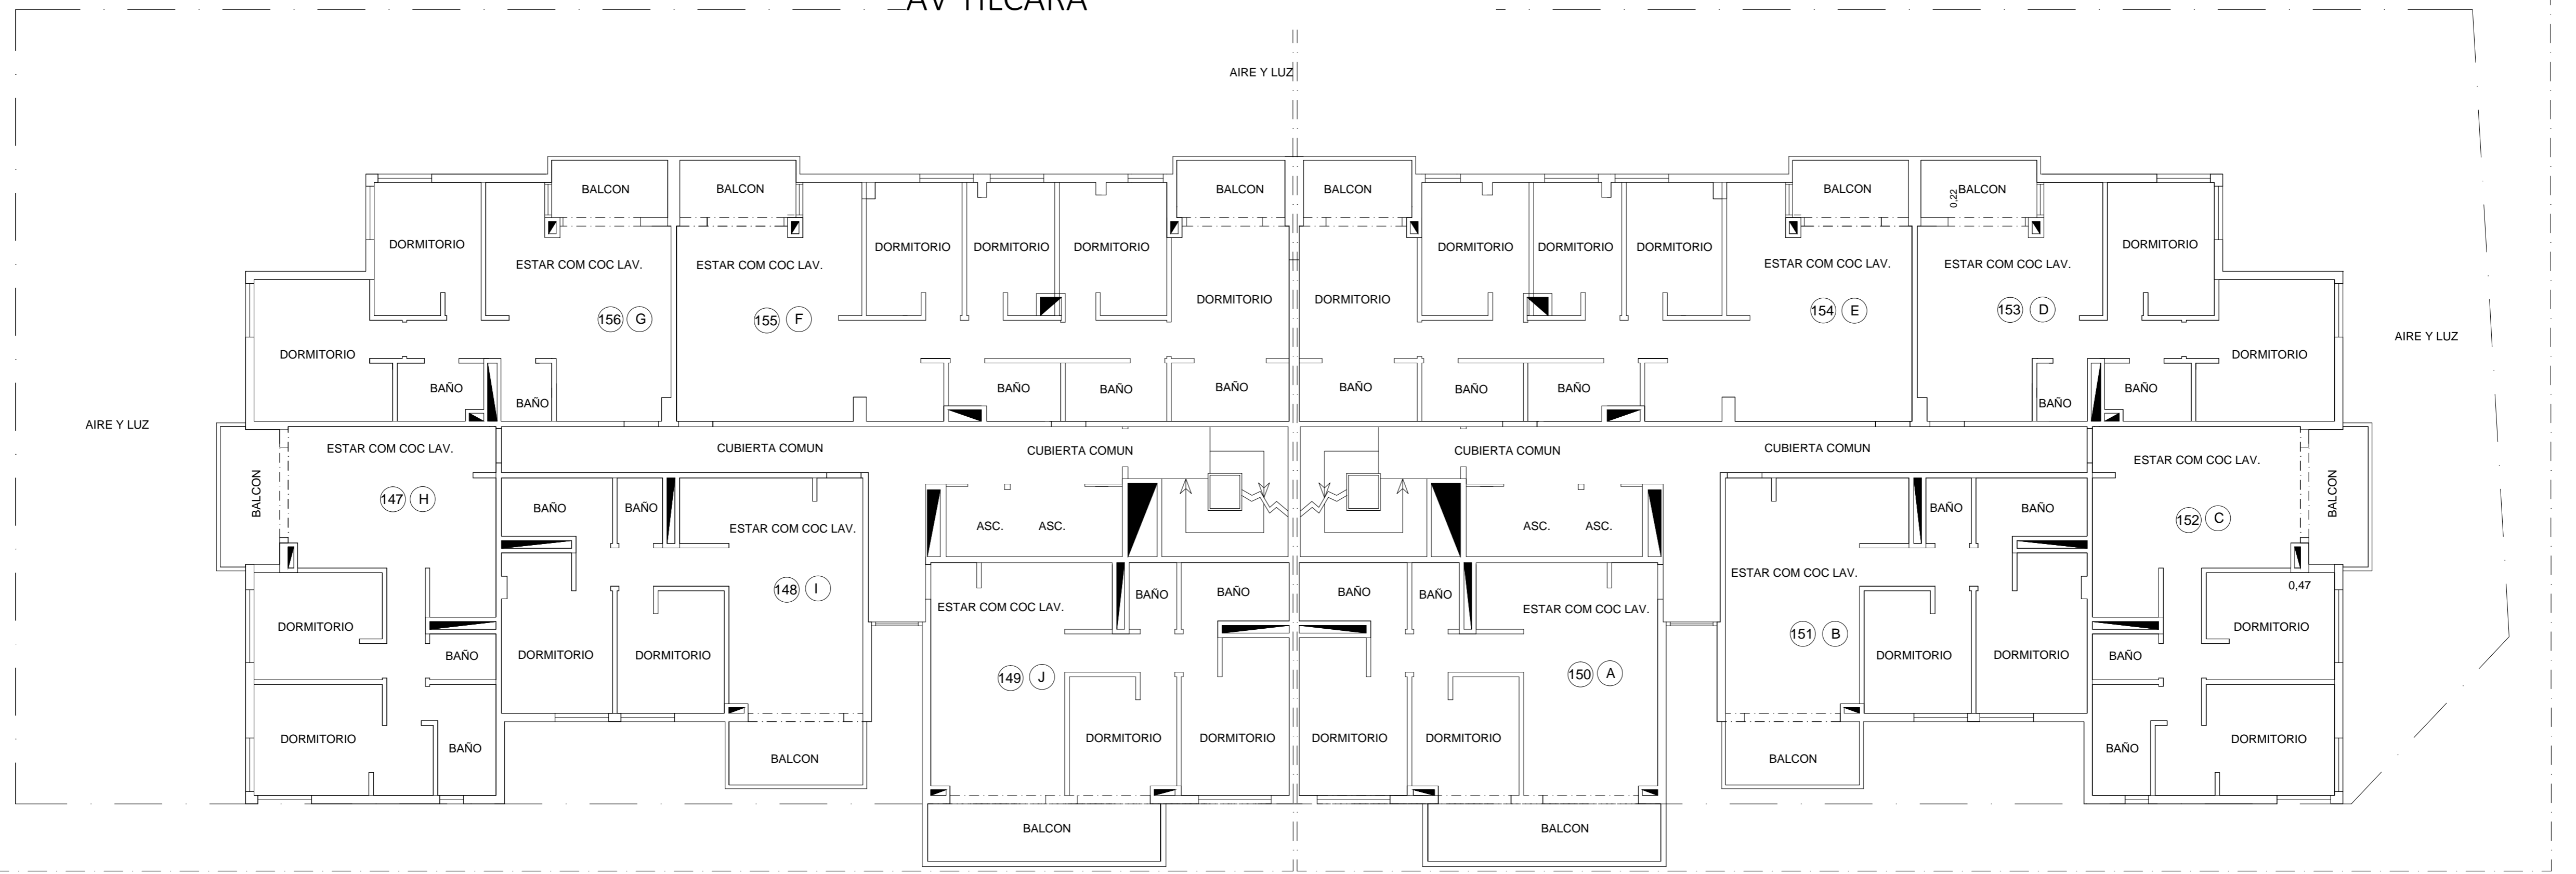 AV TILCARA
AIRE Y LUZ
BALCON
BALCON
BALCON
BALCON
BALCON
BALCON
0,22
DORMITORIO
DORMITORIO
DORMITORIO
DORMITORIO
DORMITORIO
DORMITORIO
DORMITORIO
DORMITORIO
ESTAR COM COC LAV.
ESTAR COM COC LAV.
ESTAR COM COC LAV.
ESTAR COM COC LAV.
DORMITORIO
DORMITORIO
156 G
155 F
154 E
153 D
AIRE Y LUZ
DORMITORIO
DORMITORIO
BAÑO
BAÑO
BAÑO
BAÑO
BAÑO
BAÑO
BAÑO
BAÑO
BAÑO
BAÑO
AIRE Y LUZ
ESTAR COM COC LAV.
CUBIERTA COMUN
CUBIERTA COMUN
CUBIERTA COMUN
CUBIERTA COMUN
ESTAR COM COC LAV.
BALCON
147 H
BAÑO
BAÑO
ESTAR COM COC LAV.
ASC.
ASC.
ASC.
ASC.
BAÑO
BAÑO
152 C
BALCON
148 I
ESTAR COM COC LAV.
BAÑO
BAÑO
BAÑO
BAÑO
ESTAR COM COC LAV.
ESTAR COM COC LAV.
0,47
DORMITORIO
151 B
DORMITORIO
BAÑO
DORMITORIO
DORMITORIO
149 J
150 A
DORMITORIO
DORMITORIO
BAÑO
DORMITORIO
BAÑO
BALCON
DORMITORIO
DORMITORIO
DORMITORIO
DORMITORIO
BALCON
BAÑO
DORMITORIO
BALCON
BALCON